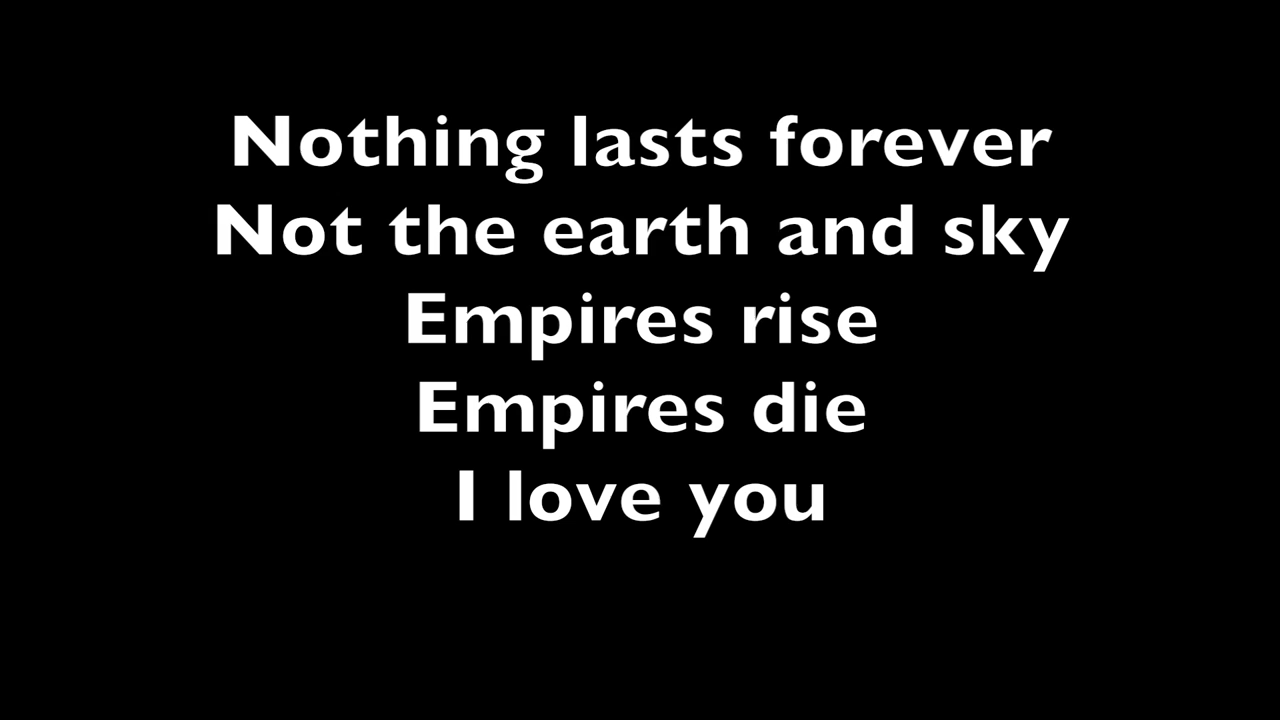 Nothing lasts forever
Not the earth and sky
Empires rise
Empires die
I love you